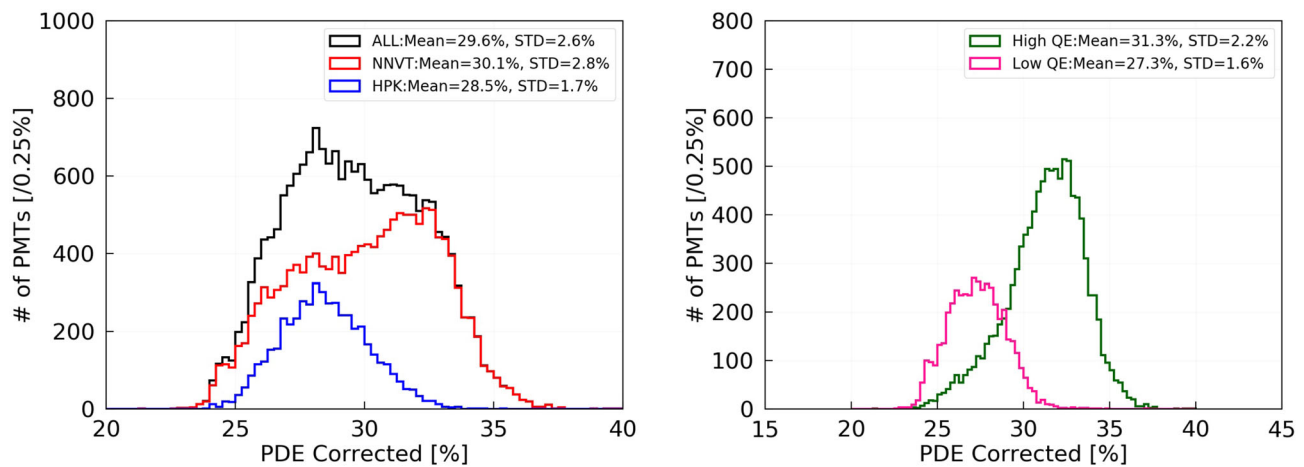 1000
800
600
400
200
0
# of PMTs [/0.25%]
ALL:Mean=29.6%, STD=2.6%
NNVT:Mean=30.1%, STD=2.8%
HPK:Mean=28.5%, STD=1.7%
20 25 30 35 40
PDE Corrected [%]
800
700
600
500
400
300
200
100
0
# of PMTs [/0.25%]
High QE:Mean=31.3%, STD=2.2%
Low QE:Mean=27.3%, STD=1.6%
15 20 25 30 35 40 45
PDE Corrected [%]